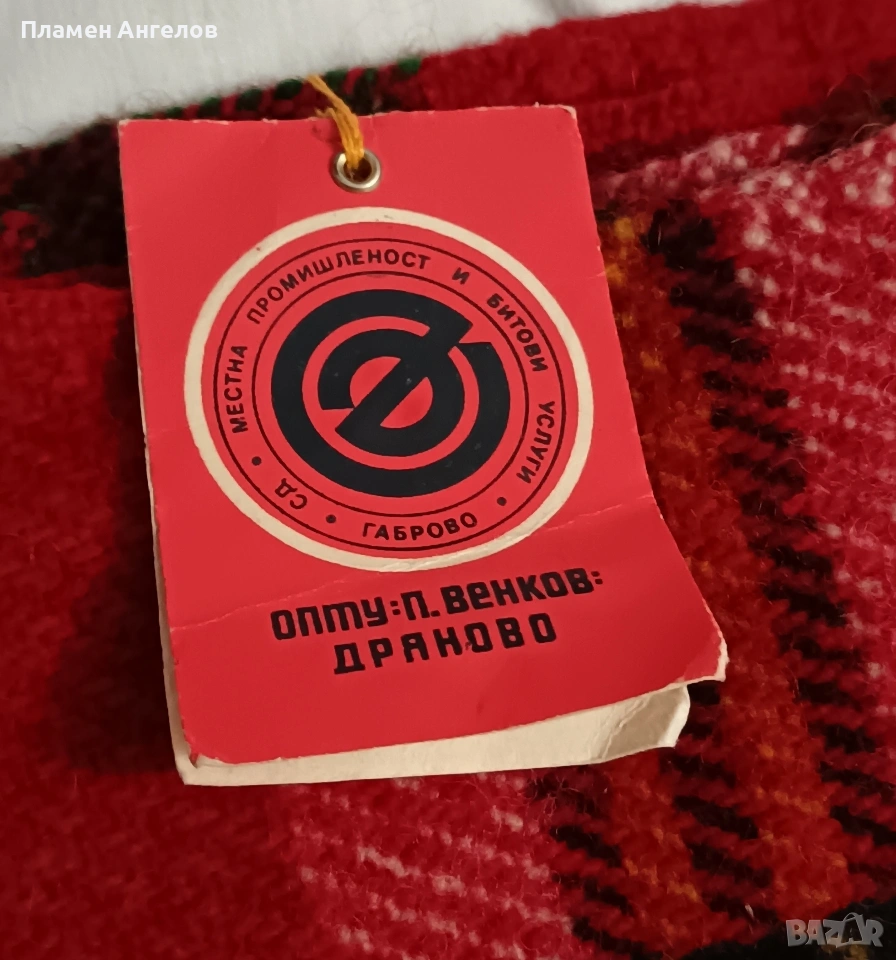 Пламен Ангелов
СД • МЕСТНА ПРОМИШЛЕНОСТ И БИТОВИ УСЛУГИ •
ГАБРОВО •
ОПТУ:П.ВЕНКОВ:
ДРЯНОВО
BAZAR